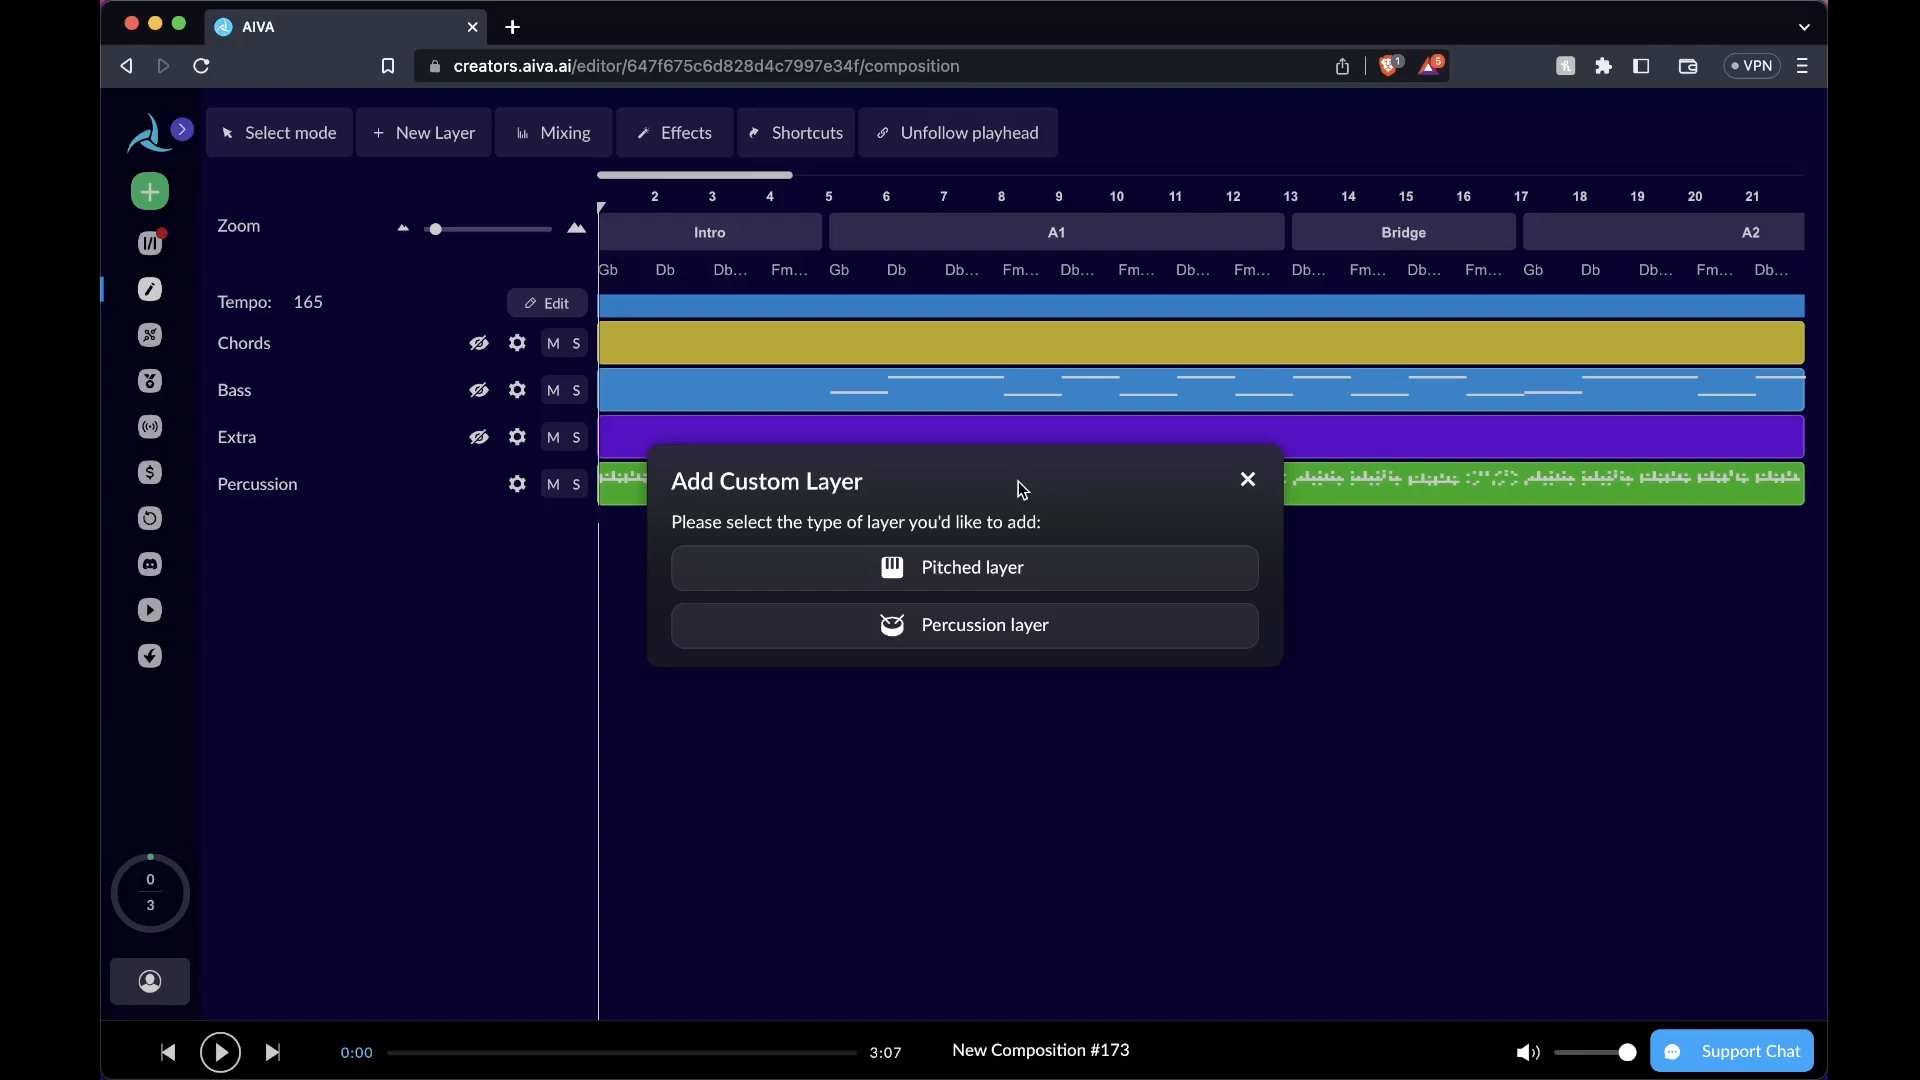 AIVA
creators.aiva.ai/editor/647f675c6d828d4c7997e34f/composition
1
5
VPN
Select mode
New Layer
Mixing
Effects
Shortcuts
Unfollow playhead
2 3 4 5 6 7 8 9 10 11 12 13 14 15 16 17 18 19 20 21
Zoom
Intro A1 Bridge A2
Gb Db Db... Fm... Gb Db Db... Fm... Db... Fm... Db... Fm... Db... Fm... Db... Fm... Gb Db Db... Fm... Db...
Tempo: 165
Edit
Chords M S
Bass M S
Extra M S
Percussion M S
Add Custom Layer
Please select the type of layer you'd like to add:
Pitched layer
Percussion layer
0
3
0:00
3:07
New Composition #173
Support Chat